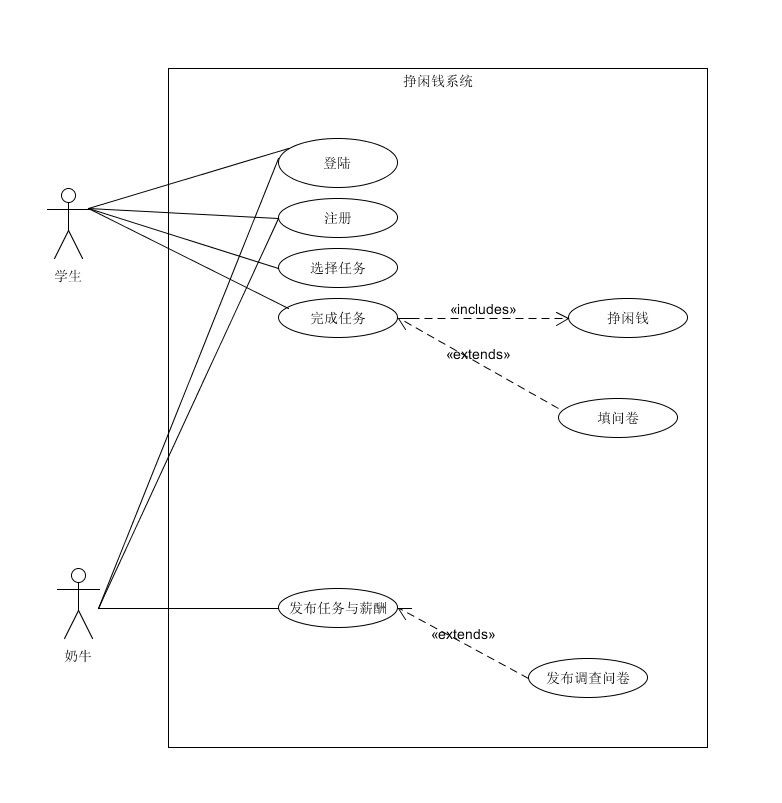 挣闲钱系统
登陆
注册
学生
选择任务
完成任务
«includes»
挣闲钱
«extends»
填问卷
奶牛
发布任务与薪酬
«extends»
发布调查问卷